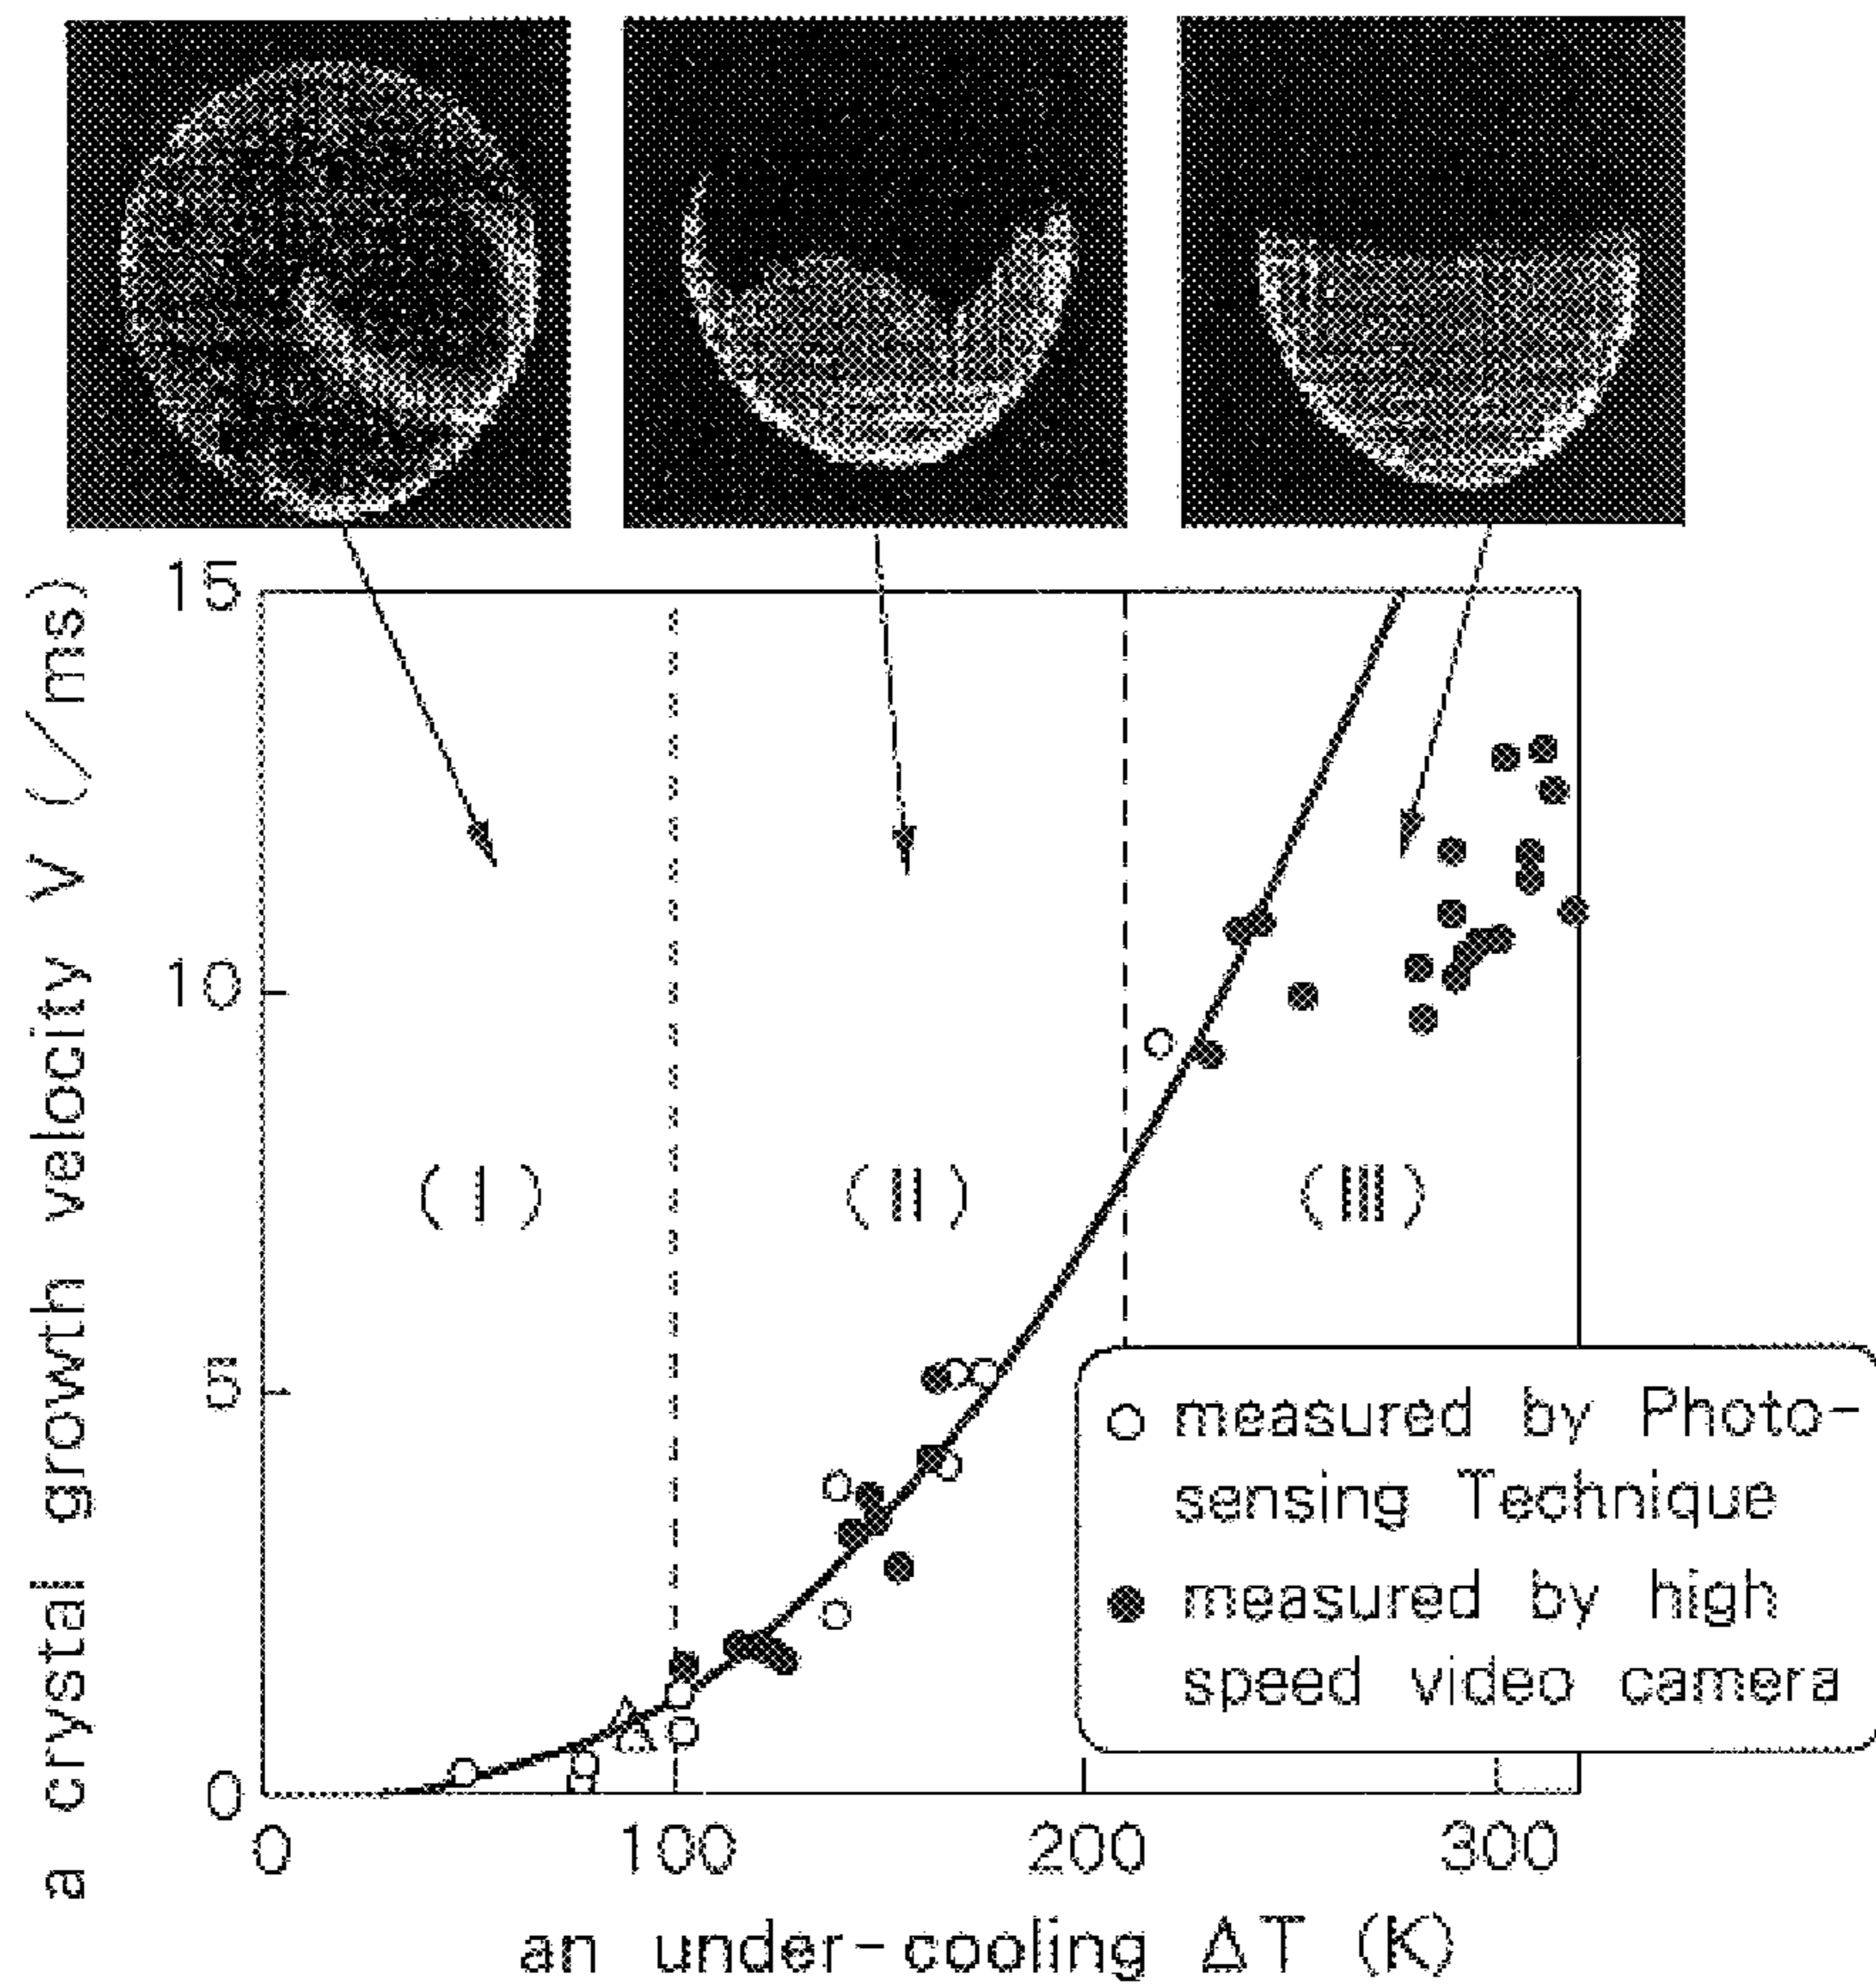 15
10
5
0
a crystal growth velocity V (/ms)
(I)
(II)
(III)
○ measured by Photo-
sensing Technique
● measured by high
speed video camera
0 100 200 300
an under-cooling ΔT (K)